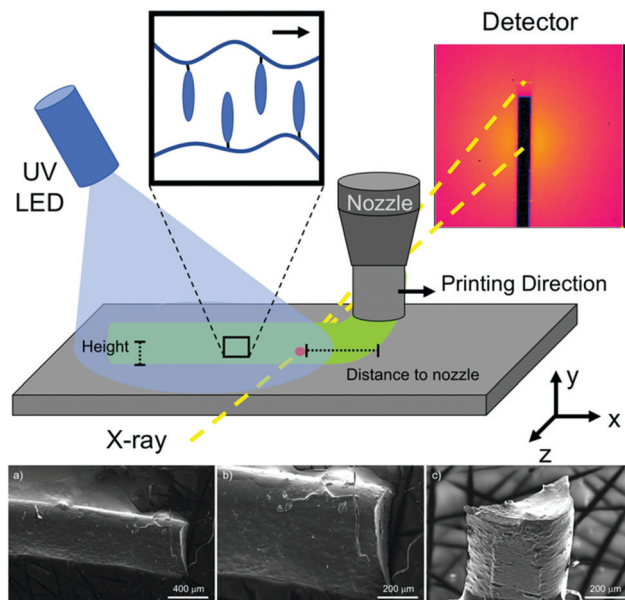 Detector
UV
LED
Nozzle
Printing Direction
Height
Distance to nozzle
X-ray
y
x
z
a)
400 µm
b)
200 µm
c)
200 µm